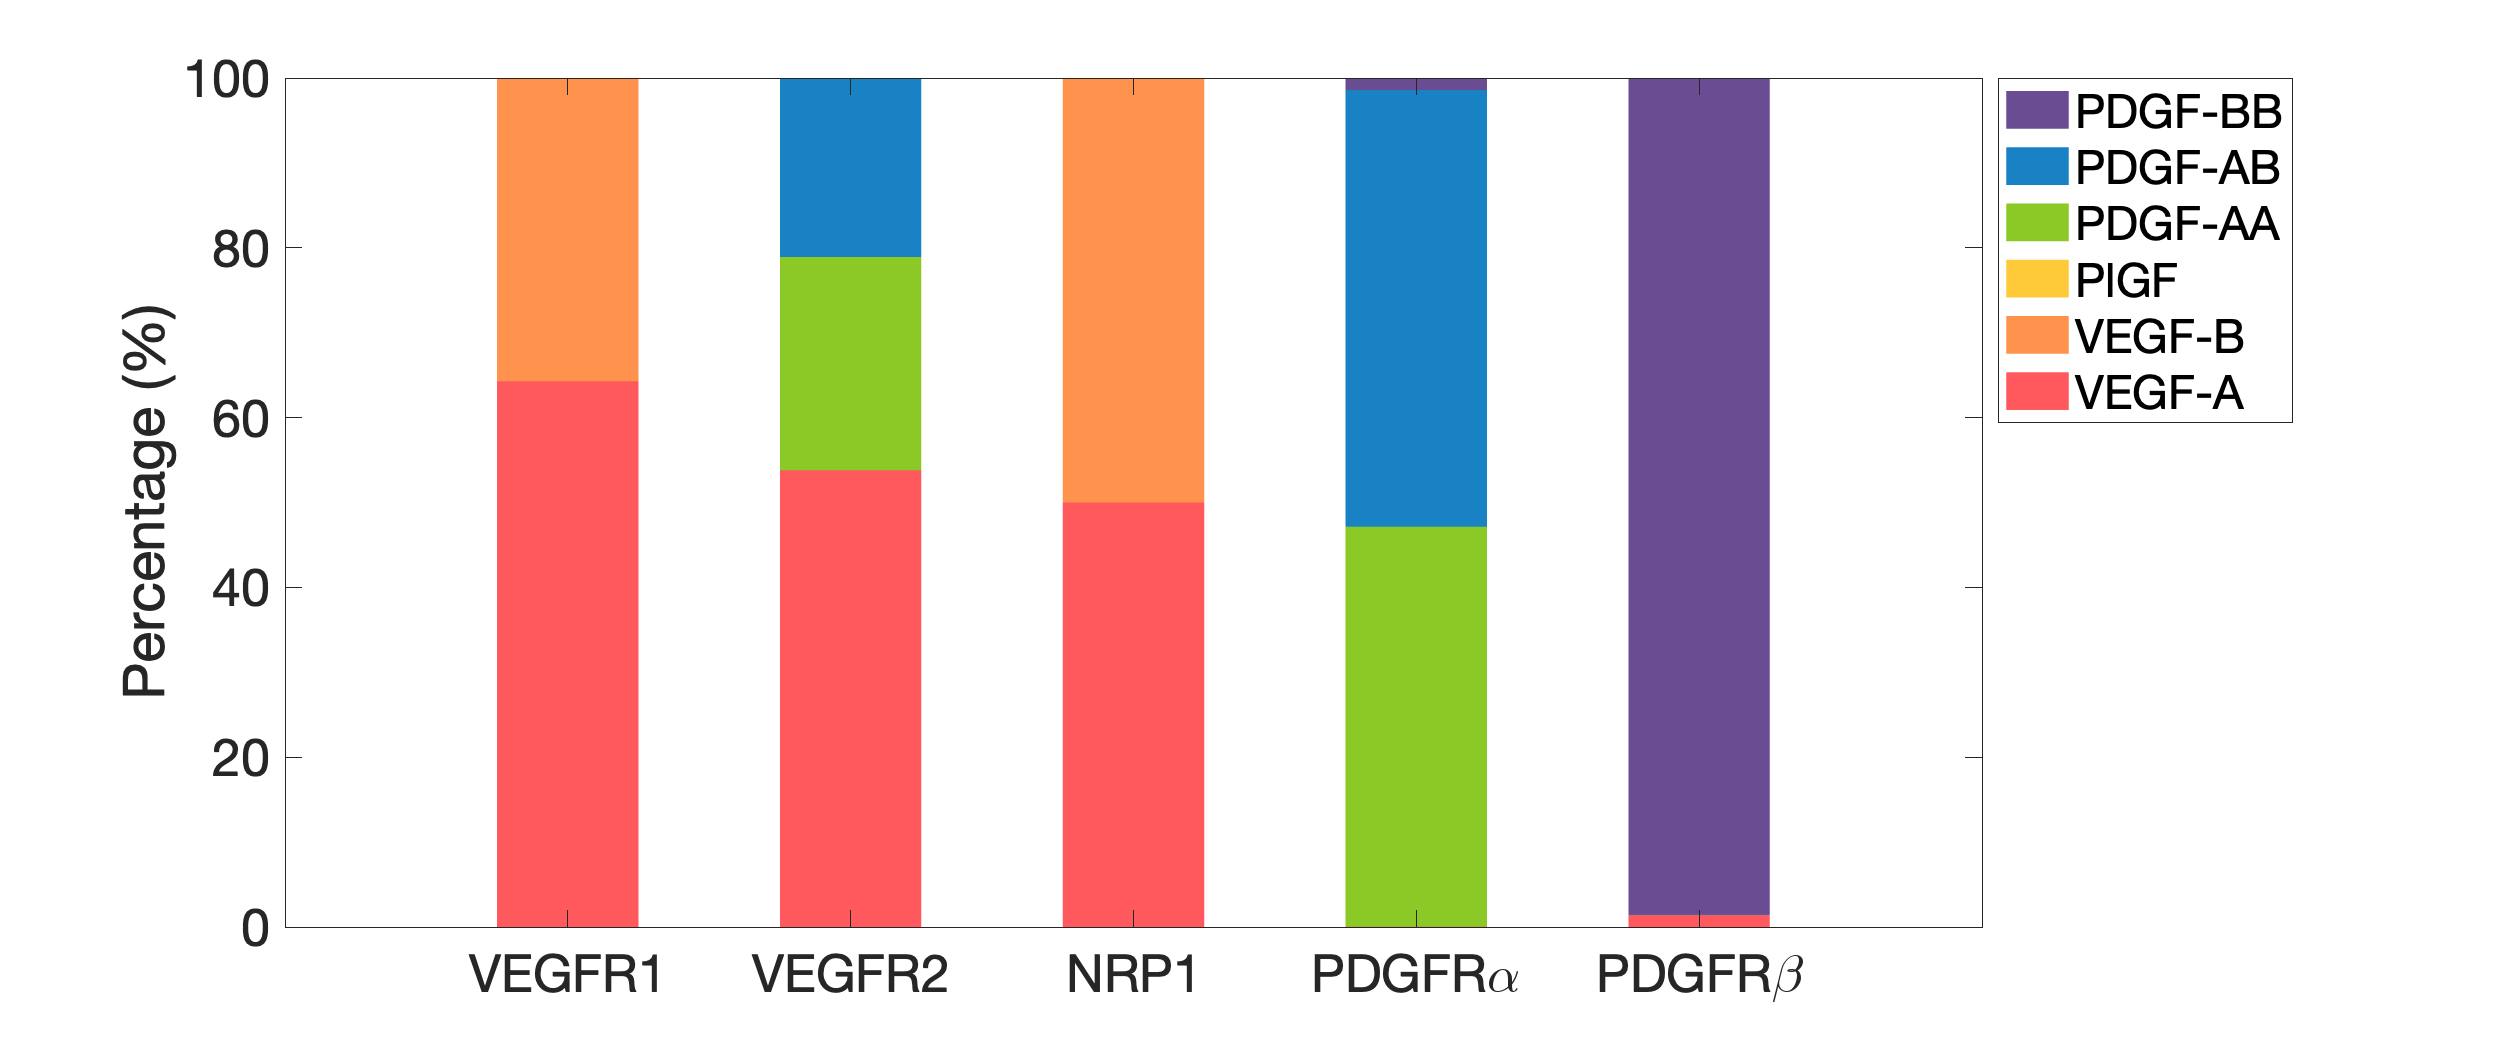 Percentage (%)
100
80
60
40
20
0
VEGFR1 VEGFR2 NRP1 PDGFRα PDGFRβ
PDGF-BB
PDGF-AB
PDGF-AA
PlGF
VEGF-B
VEGF-A